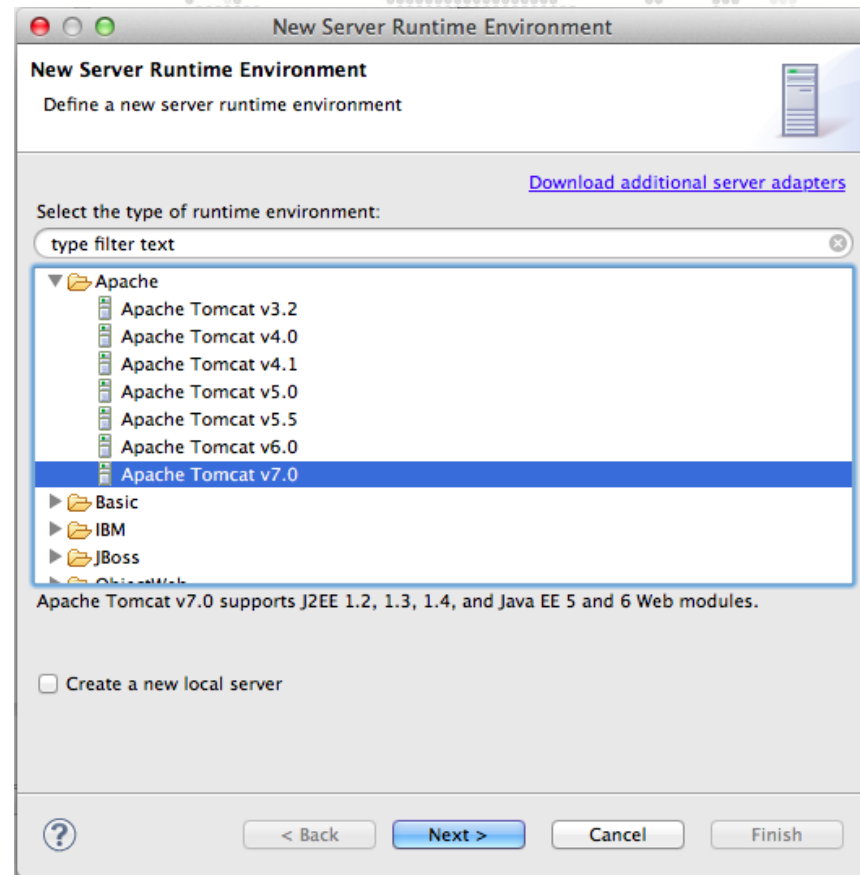 New Server Runtime Environment
New Server Runtime Environment
Define a new server runtime environment
Download additional server adapters
Select the type of runtime environment:
type filter text
Apache
Apache Tomcat v3.2
Apache Tomcat v4.0
Apache Tomcat v4.1
Apache Tomcat v5.0
Apache Tomcat v5.5
Apache Tomcat v6.0
Apache Tomcat v7.0
Basic
IBM
JBoss
ObjectWeb
Apache Tomcat v7.0 supports J2EE 1.2, 1.3, 1.4, and Java EE 5 and 6 Web modules.
Create a new local server
?
< Back Next > Cancel Finish